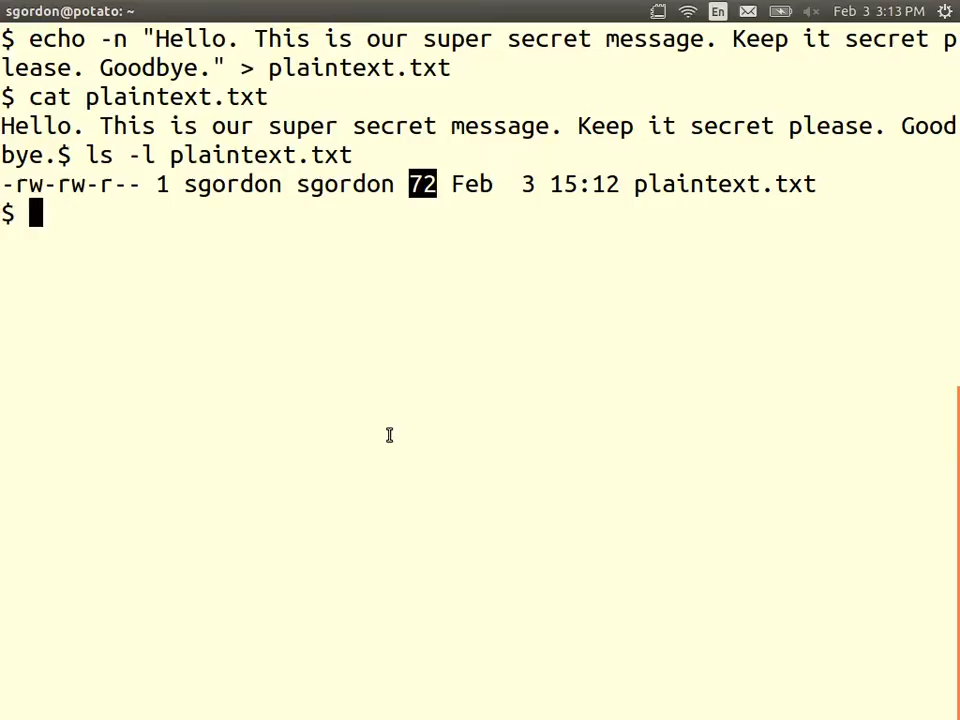 sgordon@potato: ~ En Feb 3 3:13 PM
$ echo -n "Hello. This is our super secret message. Keep it secret p
lease. Goodbye." > plaintext.txt
$ cat plaintext.txt
Hello. This is our super secret message. Keep it secret please. Good
bye.$ ls -l plaintext.txt
-rw-rw-r-- 1 sgordon sgordon 72 Feb  3 15:12 plaintext.txt
$